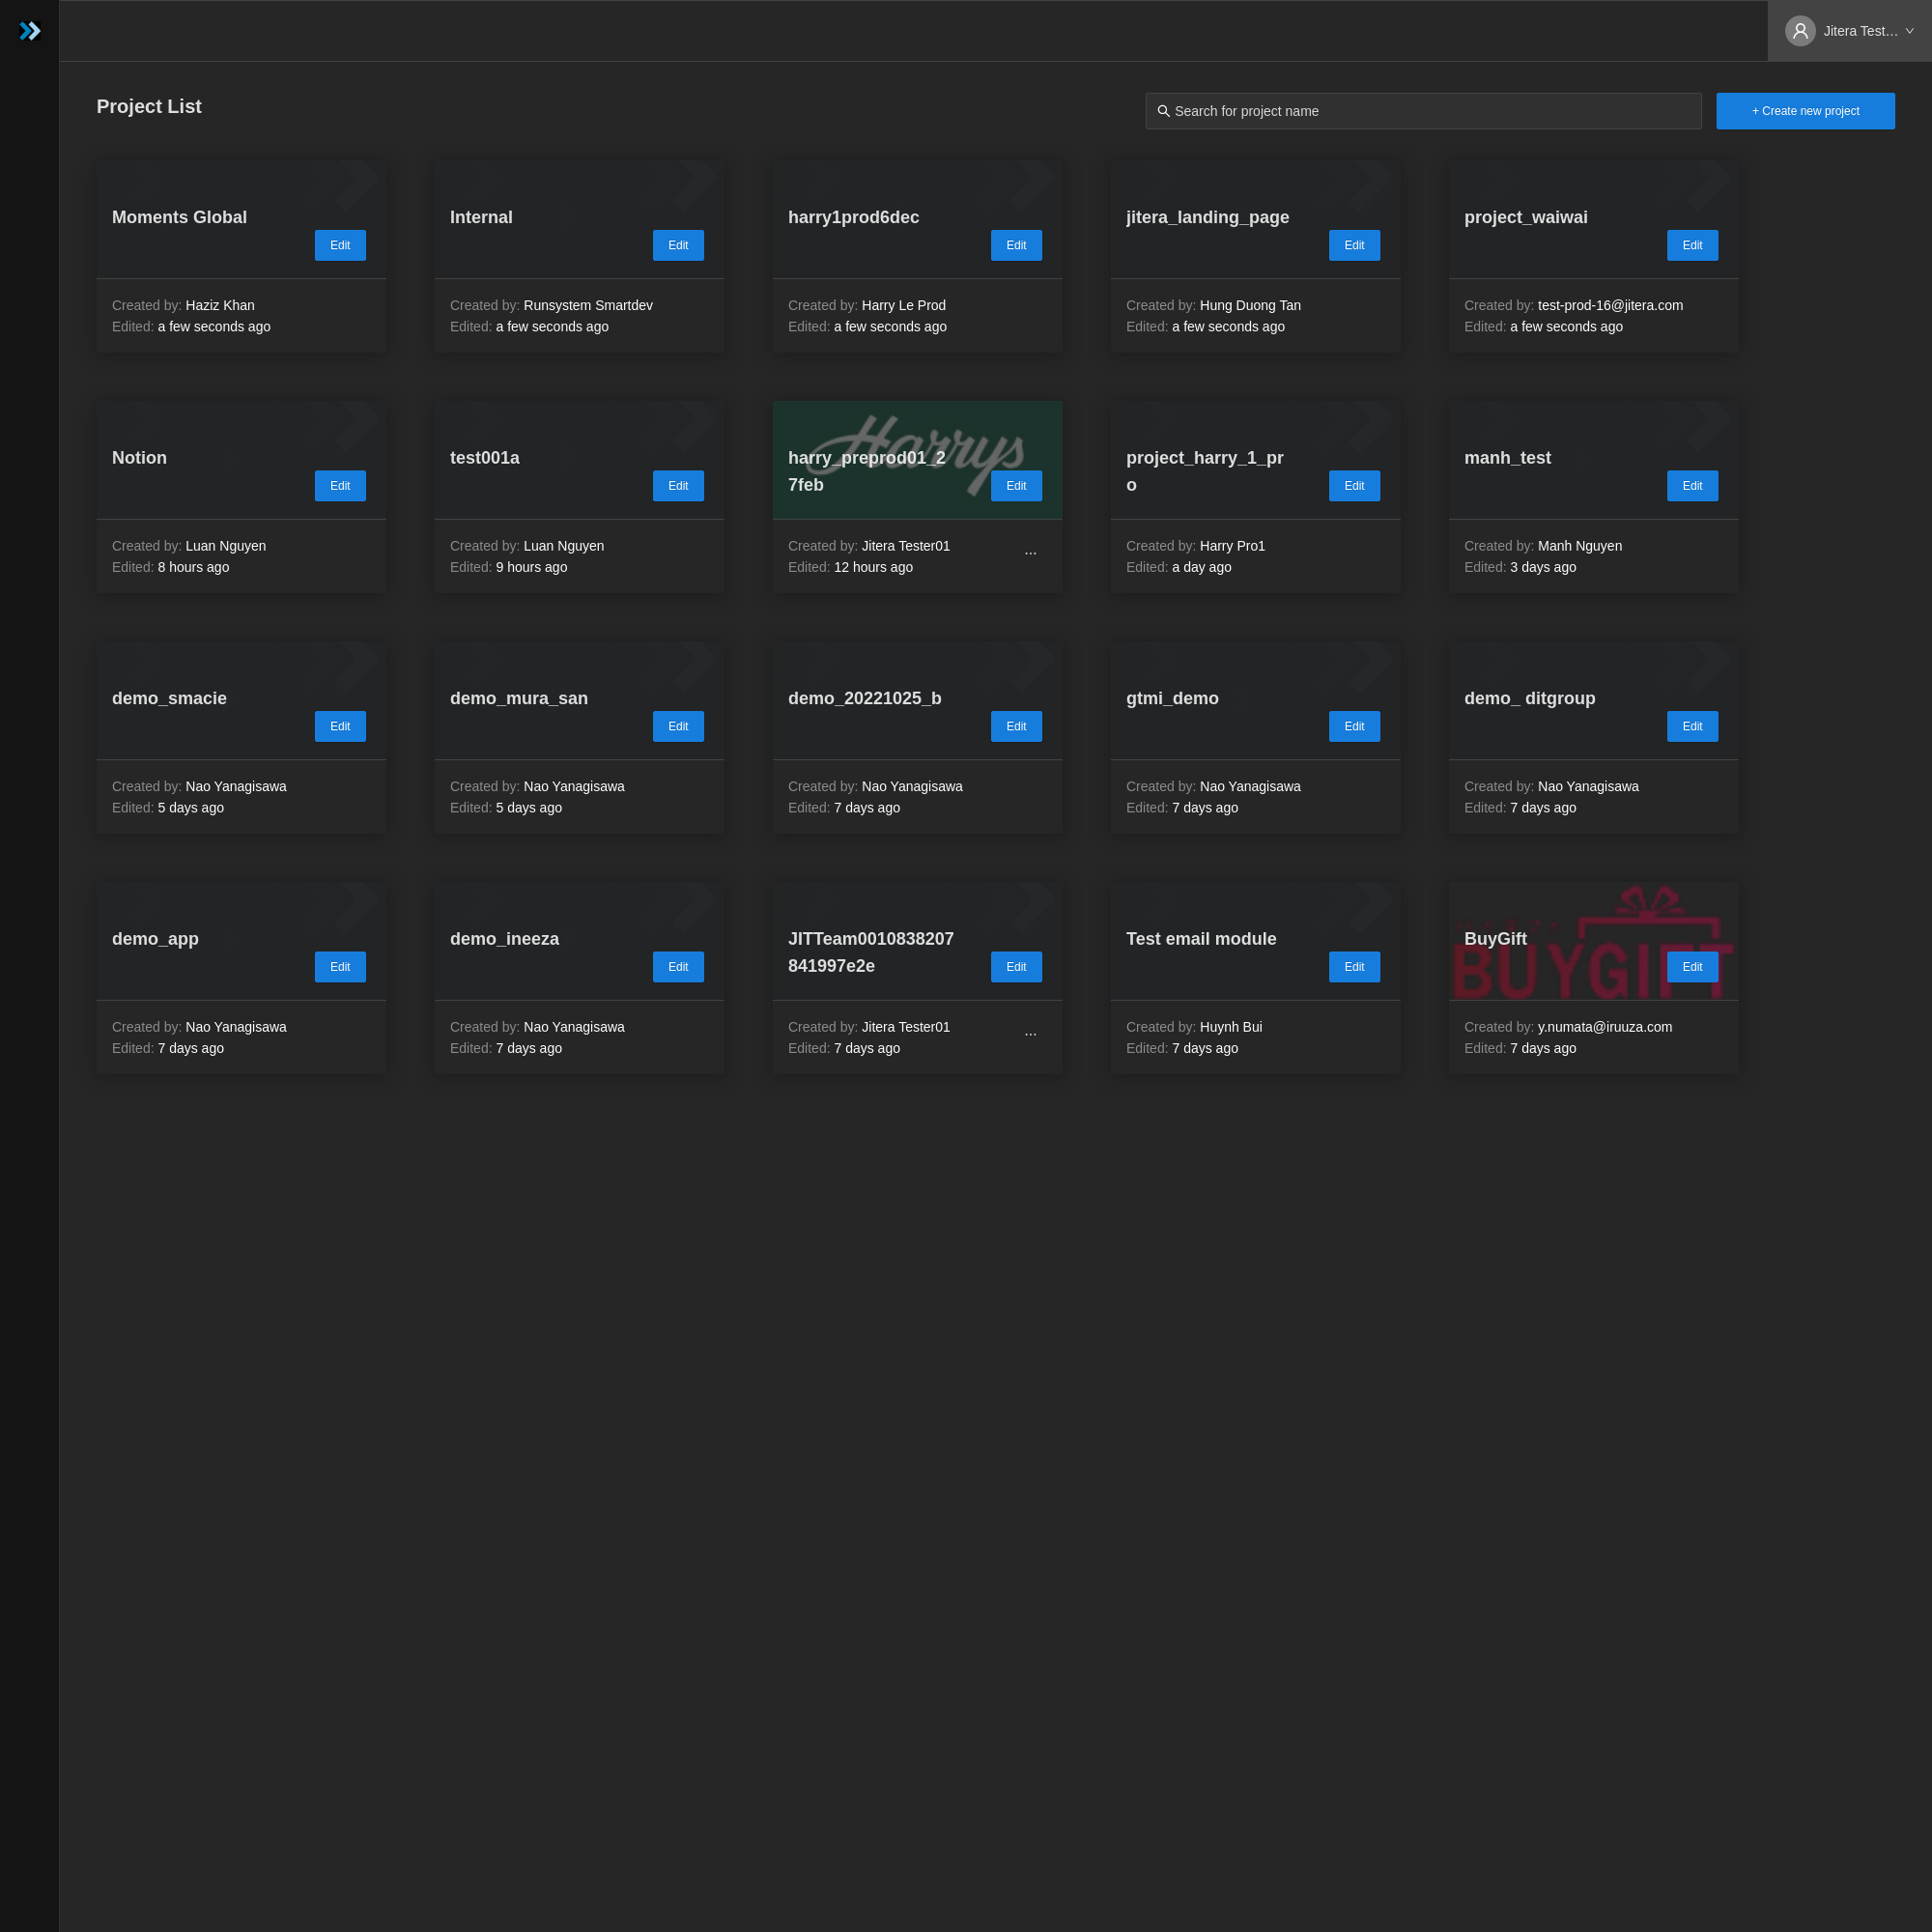 Jitera Test...
Project List
Search for project name
+ Create new project
Moments Global
Edit
Created by: Haziz Khan
Edited: a few seconds ago
Internal
Edit
Created by: Runsystem Smartdev
Edited: a few seconds ago
harry1prod6dec
Edit
Created by: Harry Le Prod
Edited: a few seconds ago
jitera_landing_page
Edit
Created by: Hung Duong Tan
Edited: a few seconds ago
project_waiwai
Edit
Created by: test-prod-16@jitera.com
Edited: a few seconds ago
Notion
Edit
Created by: Luan Nguyen
Edited: 8 hours ago
test001a
Edit
Created by: Luan Nguyen
Edited: 9 hours ago
Harrys
harry_preprod01_2
7feb
Edit
Created by: Jitera Tester01
...
Edited: 12 hours ago
project_harry_1_pr
o
Edit
Created by: Harry Pro1
Edited: a day ago
manh_test
Edit
Created by: Manh Nguyen
Edited: 3 days ago
demo_smacie
Edit
Created by: Nao Yanagisawa
Edited: 5 days ago
demo_mura_san
Edit
Created by: Nao Yanagisawa
Edited: 5 days ago
demo_20221025_b
Edit
Created by: Nao Yanagisawa
Edited: 7 days ago
gtmi_demo
Edit
Created by: Nao Yanagisawa
Edited: 7 days ago
demo_ ditgroup
Edit
Created by: Nao Yanagisawa
Edited: 7 days ago
demo_app
Edit
Created by: Nao Yanagisawa
Edited: 7 days ago
demo_ineeza
Edit
Created by: Nao Yanagisawa
Edited: 7 days ago
JITTeam0010838207
841997e2e
Edit
Created by: Jitera Tester01
...
Edited: 7 days ago
Test email module
Edit
Created by: Huynh Bui
Edited: 7 days ago
BuyGift
BUYGIFT
Edit
Created by: y.numata@iruuza.com
Edited: 7 days ago